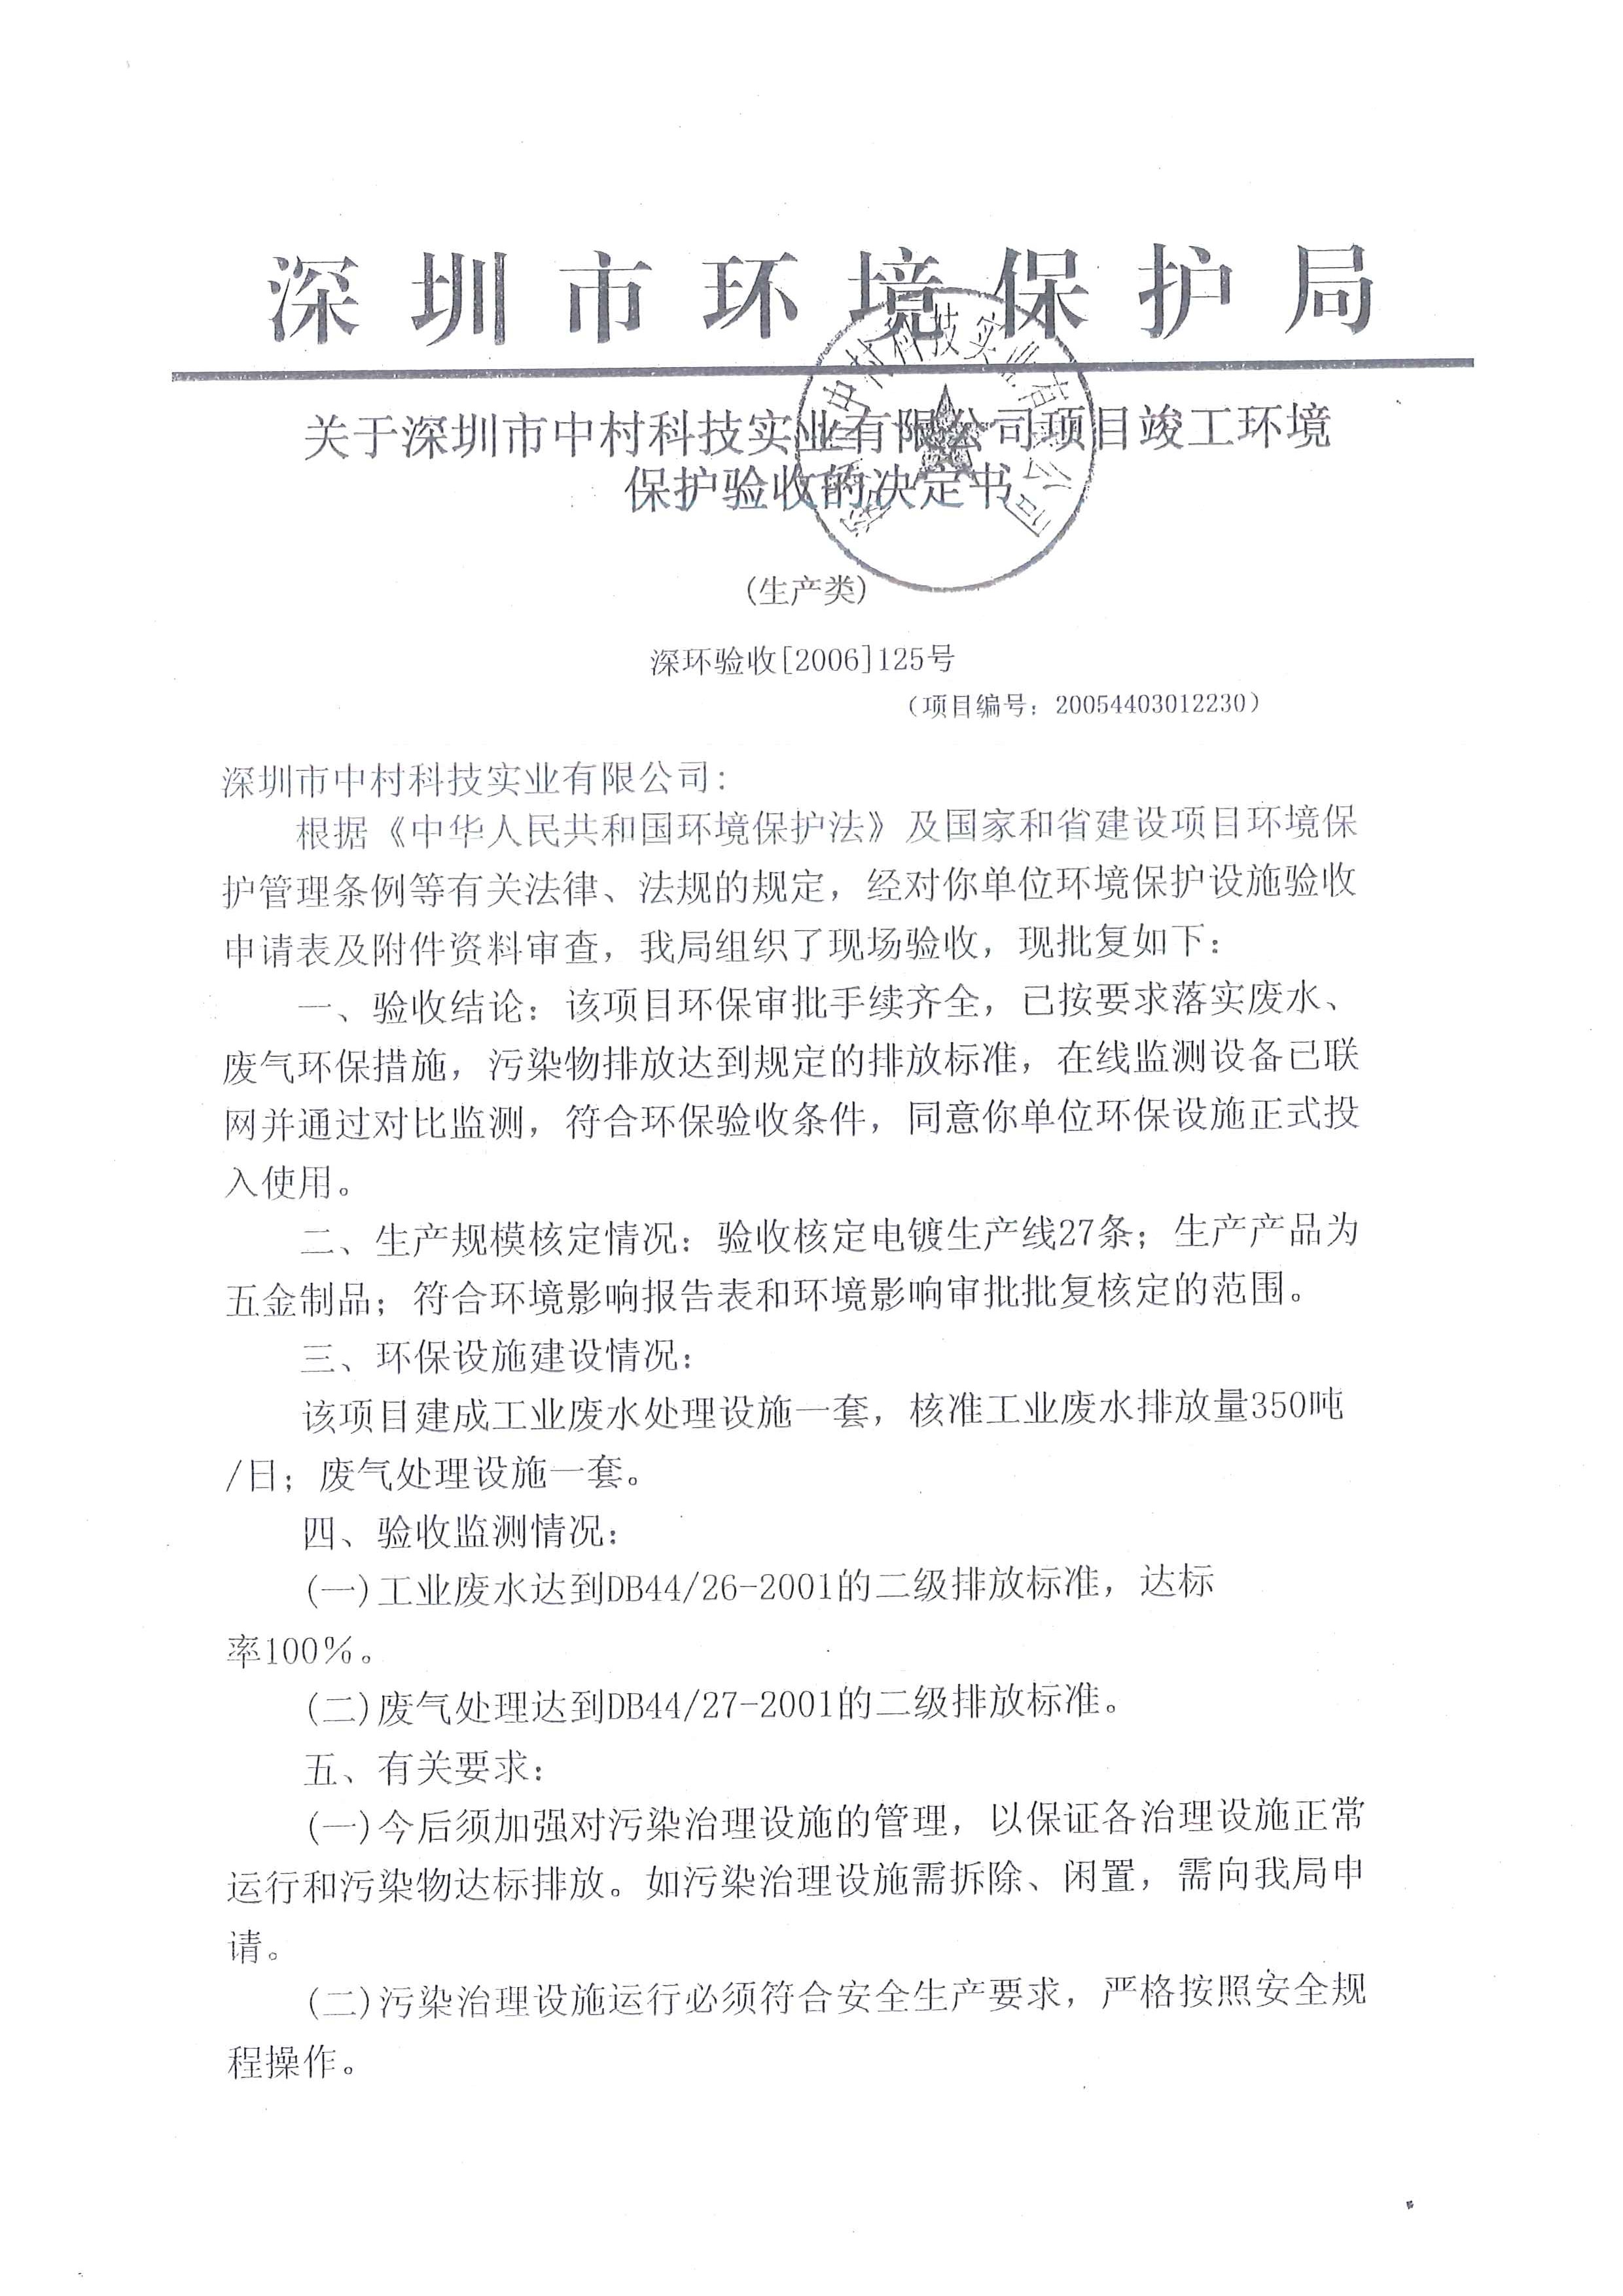 深圳市环境保护局
关于深圳市中村科技实业有限公司项目竣工环境
保护验收的决定书
(生产类)
深环验收[2006]125号
（项目编号：20054403012230）
深圳市中村科技实业有限公司:
根据《中华人民共和国环境保护法》及国家和省建设项目环境保
护管理条例等有关法律、法规的规定，经对你单位环境保护设施验收
申请表及附件资料审查，我局组织了现场验收，现批复如下：
一、验收结论：该项目环保审批手续齐全，已按要求落实废水、
废气环保措施，污染物排放达到规定的排放标准，在线监测设备已联
网并通过对比监测，符合环保验收条件，同意你单位环保设施正式投
入使用。
二、生产规模核定情况：验收核定电镀生产线27条；生产产品为
五金制品；符合环境影响报告表和环境影响审批批复核定的范围。
三、环保设施建设情况：
该项目建成工业废水处理设施一套，核准工业废水排放量350吨
/日；废气处理设施一套。
四、验收监测情况：
(一)工业废水达到DB44/26-2001的二级排放标准，达标
率100%。
(二)废气处理达到DB44/27-2001的二级排放标准。
五、有关要求：
(一)今后须加强对污染治理设施的管理，以保证各治理设施正常
运行和污染物达标排放。如污染治理设施需拆除、闲置，需向我局申
请。
(二)污染治理设施运行必须符合安全生产要求，严格按照安全规
程操作。
中村科技实业有限公司